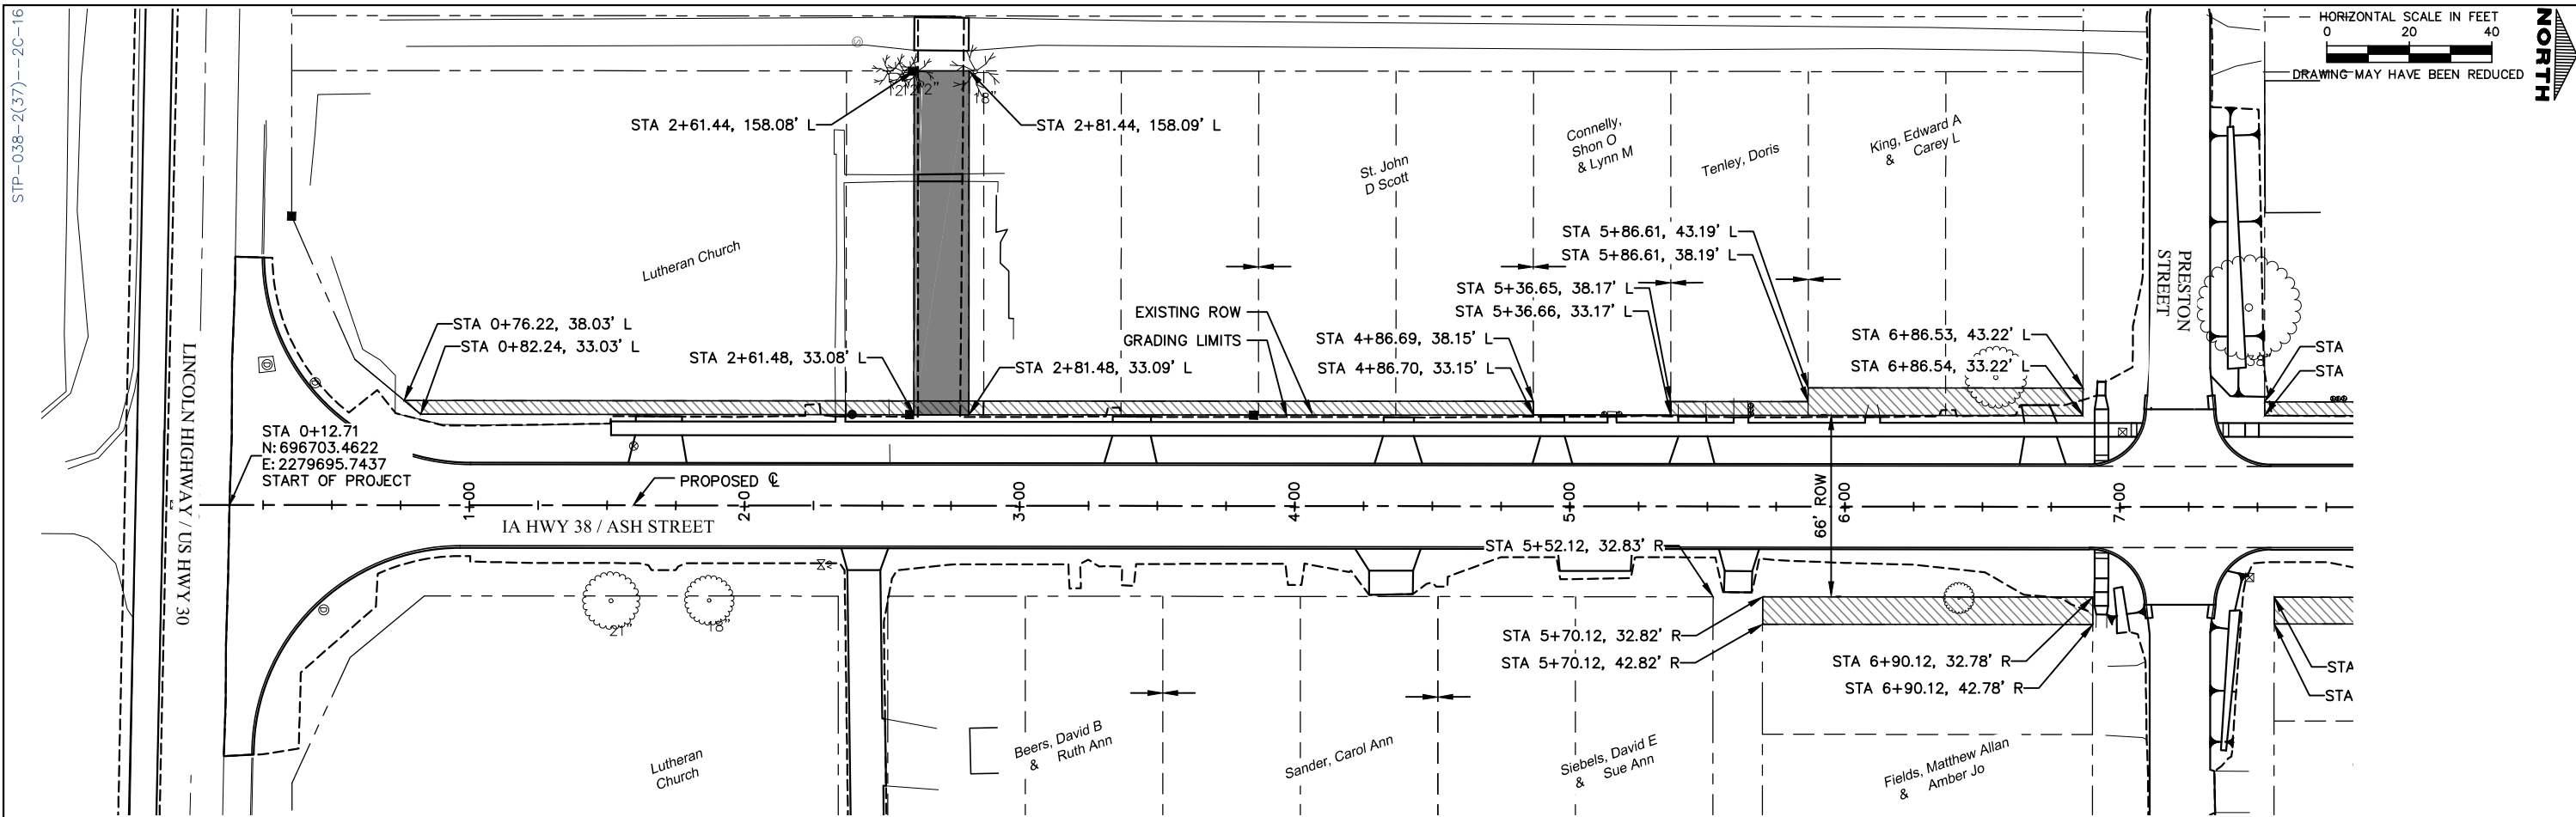 STP-038-2(37)--2C-16
HORIZONTAL SCALE IN FEET
0 20 40
DRAWING MAY HAVE BEEN REDUCED
NORTH
18"
STA 2+61.44, 158.08' L
STA 2+81.44, 158.09' L
Lutheran Church
St. John
D Scott
Connelly,
Shon O
& Lynn M
Tenley, Doris
King, Edward A
& Carey L
PRESTON
STREET
STA 5+86.61, 43.19' L
STA 5+86.61, 38.19' L
STA 5+36.65, 38.17' L
STA 5+36.66, 33.17' L
EXISTING ROW
GRADING LIMITS
STA 4+86.69, 38.15' L
STA 4+86.70, 33.15' L
STA 6+86.53, 43.22' L
STA 6+86.54, 33.22' L
STA 0+76.22, 38.03' L
STA 0+82.24, 33.03' L
STA 2+61.48, 33.08' L
STA 2+81.48, 33.09' L
STA
STA
LINCOLN HIGHWAY / US HWY 30
STA 0+12.71
N:696703.4622
E:2279695.7437
START OF PROJECT
PROPOSED ℄
1+00
2+0
3+00
4+00
5+00
6+00
7+00
IA HWY 38 / ASH STREET
66' ROW
STA 5+52.12, 32.83' R
21"
18"
STA 5+70.12, 32.82' R
STA 5+70.12, 42.82' R
STA 6+90.12, 32.78' R
STA 6+90.12, 42.78' R
STA
STA
Lutheran
Church
Beers, David B
& Ruth Ann
Sander, Carol Ann
Siebels, David E
& Sue Ann
Fields, Matthew Allan
& Amber Jo